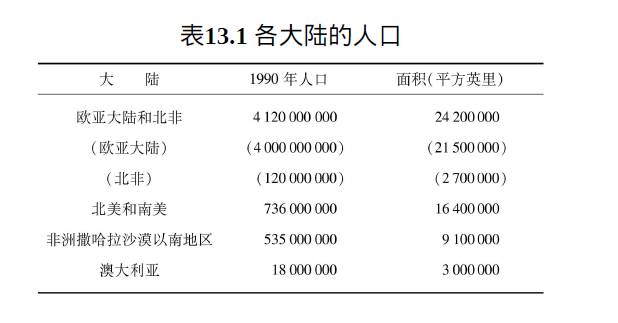 表13.1 各大陆的人口
大 陆 1990 年人口 面积(平方英里)
欧亚大陆和北非 4 120 000 000 24 200 000
(欧亚大陆) (4 000 000 000) (21 500 000)
(北非) (120 000 000) (2 700 000)
北美和南美 736 000 000 16 400 000
非洲撒哈拉沙漠以南地区 535 000 000 9 100 000
澳大利亚 18 000 000 3 000 000